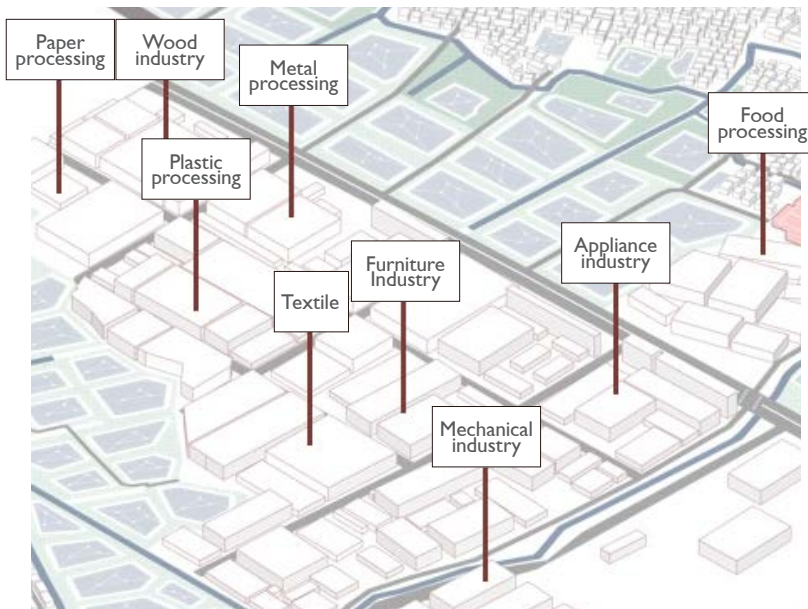 Paper
processing
Wood
industry
Metal
processing
Food
processing
Plastic
processing
Appliance
industry
Furniture
Industry
Textile
Mechanical
industry